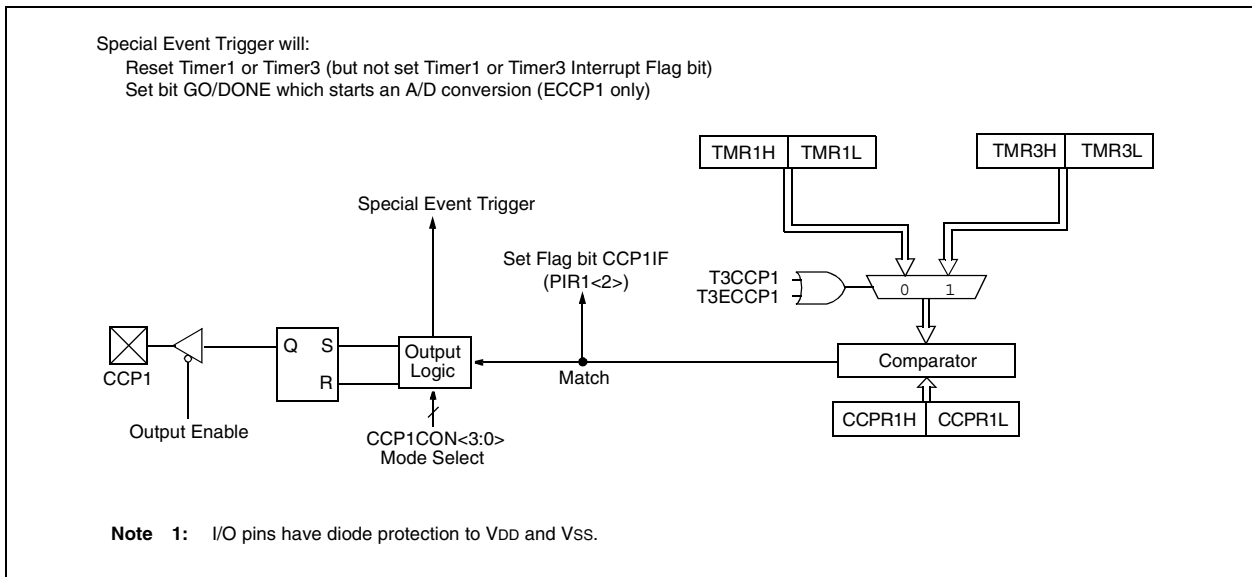 Special Event Trigger will:
Reset Timer1 or Timer3 (but not set Timer1 or Timer3 Interrupt Flag bit)
Set bit GO/DONE which starts an A/D conversion (ECCP1 only)
TMR1H TMR1L
TMR3H TMR3L
Special Event Trigger
Set Flag bit CCP1IF
(PIR1<2>)
T3CCP1
T3ECCP1
0 1
Q S
R
Output
Logic
Comparator
CCP1
Match
Output Enable
CCP1CON<3:0>
Mode Select
CCPR1H CCPR1L
Note 1: I/O pins have diode protection to VDD and VSS.